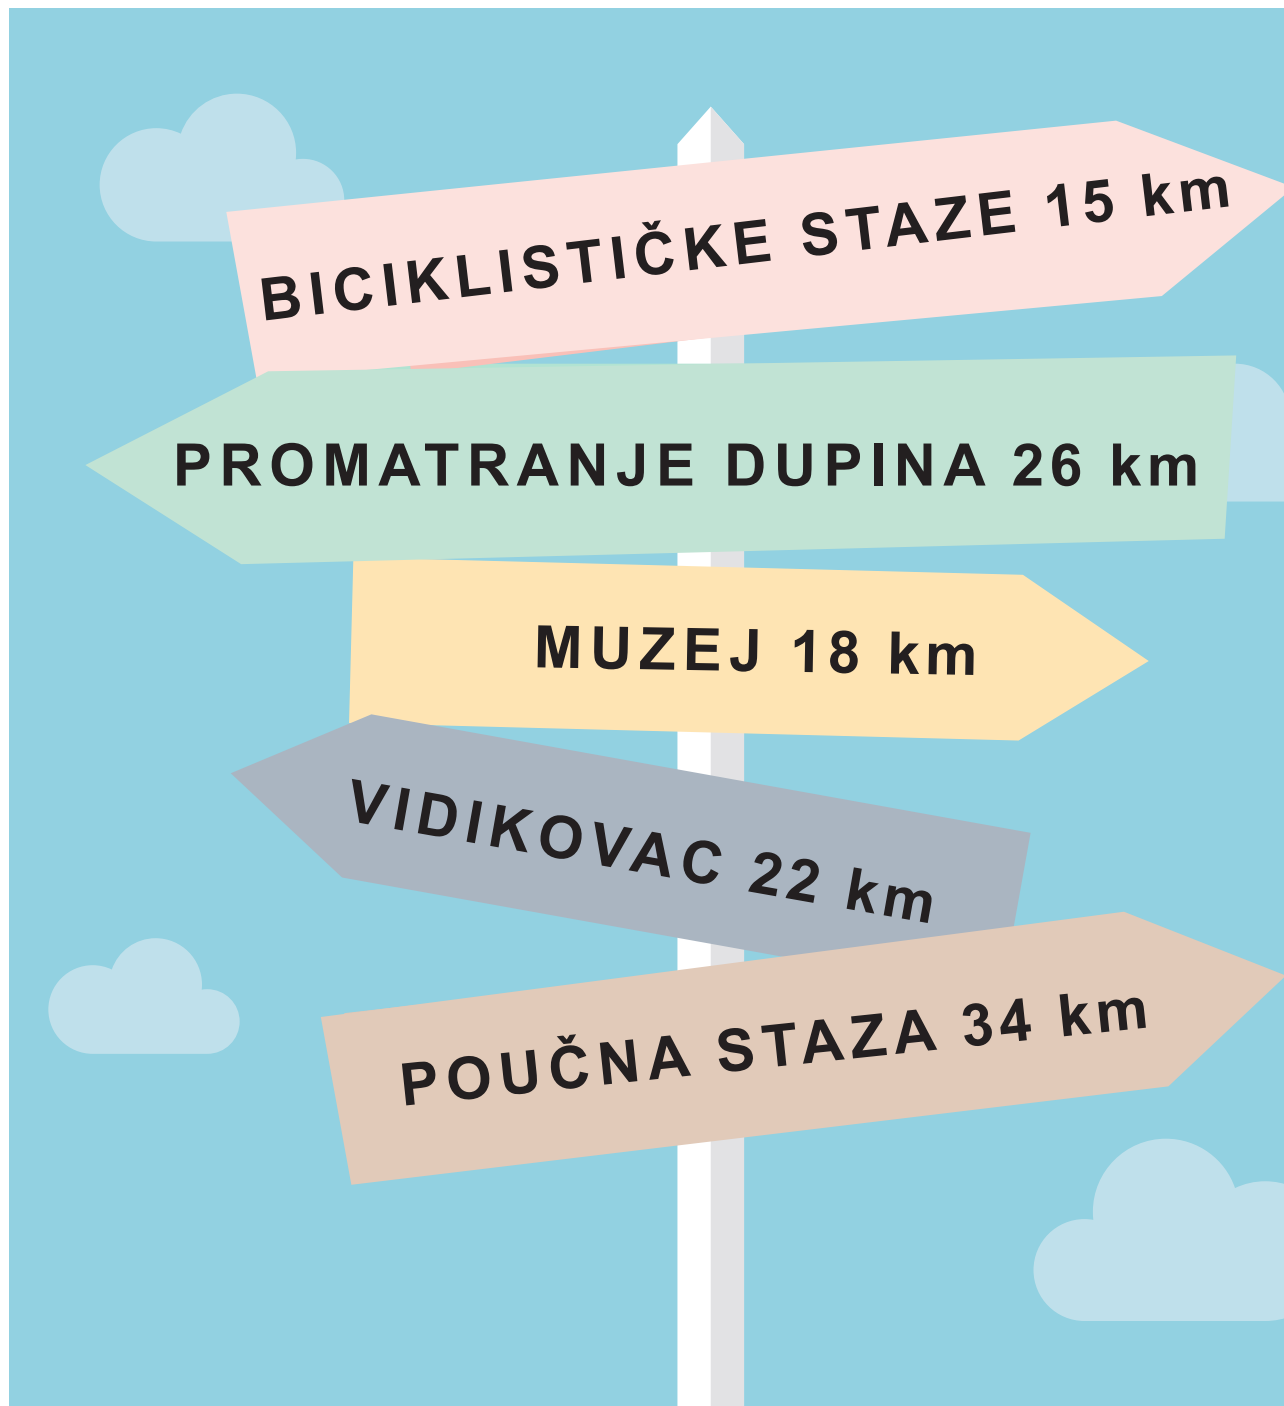 BICIKLISTIČKE STAZE 15 km
PROMATRANJE DUPINA 26 km
MUZEJ 18 km
VIDIKOVAC 22 km
POUČNA STAZA 34 km